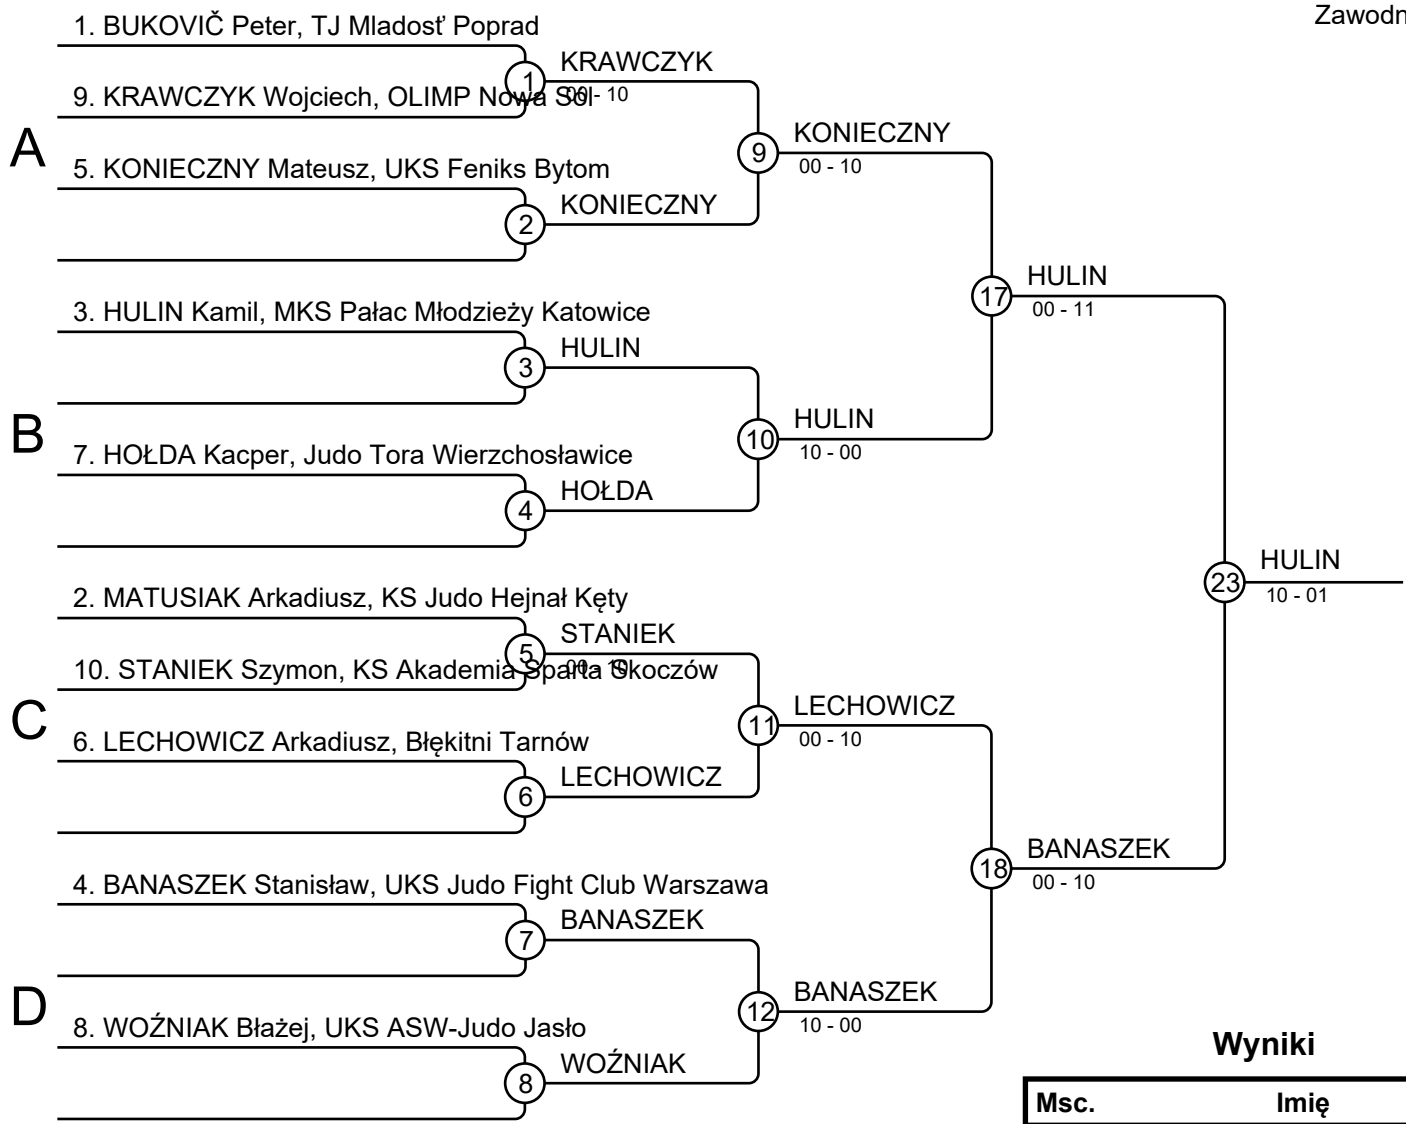 Zawodn
1. BUKOVIČ Peter, TJ Mladosť Poprad
KRAWCZYK
1
00 - 10
9. KRAWCZYK Wojciech, OLIMP Nowa Sól
A
KONIECZNY
9
00 - 10
5. KONIECZNY Mateusz, UKS Feniks Bytom
KONIECZNY
2
HULIN
17
00 - 11
3. HULIN Kamil, MKS Pałac Młodzieży Katowice
HULIN
3
B
HULIN
10
10 - 00
7. HOŁDA Kacper, Judo Tora Wierzchosławice
HOŁDA
4
HULIN
23
10 - 01
2. MATUSIAK Arkadiusz, KS Judo Hejnał Kęty
STANIEK
5
00 - 10
10. STANIEK Szymon, KS Akademia Sparta Skoczów
C
LECHOWICZ
11
00 - 10
6. LECHOWICZ Arkadiusz, Błękitni Tarnów
LECHOWICZ
6
BANASZEK
18
00 - 10
4. BANASZEK Stanisław, UKS Judo Fight Club Warszawa
BANASZEK
7
D
BANASZEK
12
10 - 00
8. WOŹNIAK Błażej, UKS ASW-Judo Jasło
WOŹNIAK
8
Wyniki
Msc. Imię